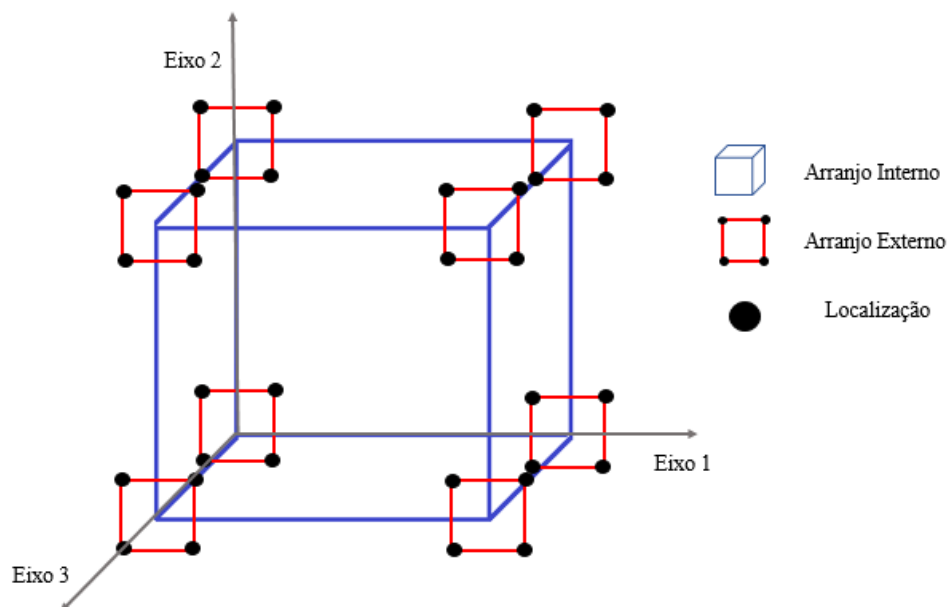 Eixo 2
Arranjo Interno
Arranjo Externo
Localização
Eixo 1
Eixo 3